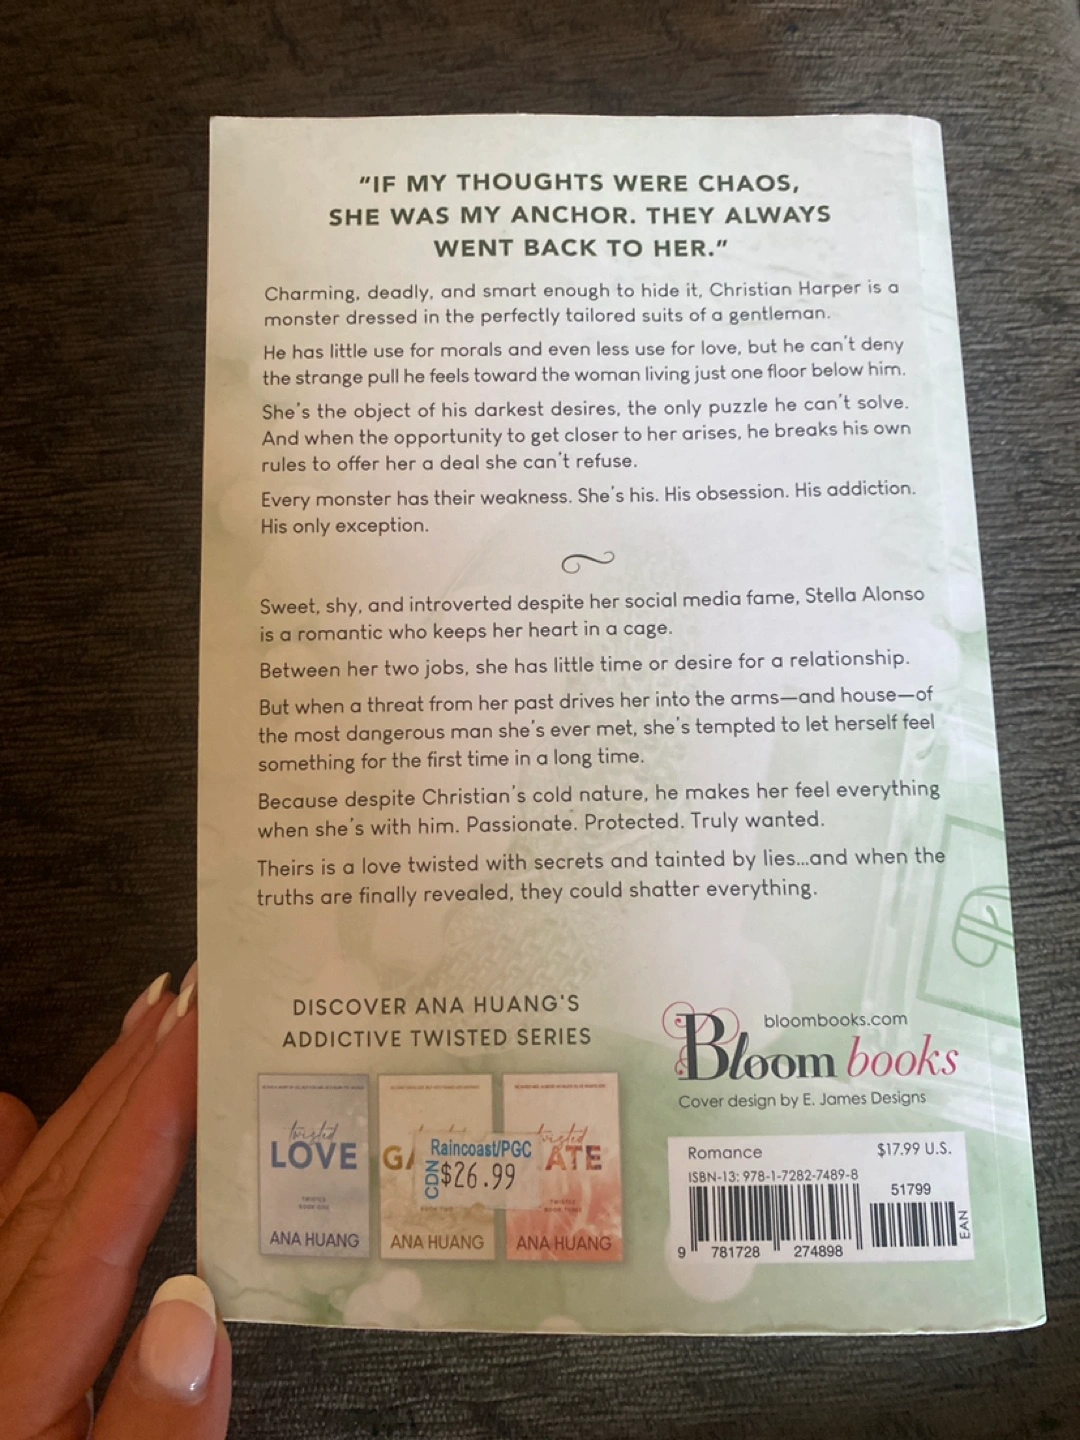 "IF MY THOUGHTS WERE CHAOS,
SHE WAS MY ANCHOR. THEY ALWAYS
WENT BACK TO HER."
Charming, deadly, and smart enough to hide it, Christian Harper is a
monster dressed in the perfectly tailored suits of a gentleman.
He has little use for morals and even less use for love, but he can't deny
the strange pull he feels toward the woman living just one floor below him.
She's the object of his darkest desires, the only puzzle he can't solve.
And when the opportunity to get closer to her arises, he breaks his own
rules to offer her a deal she can't refuse.
Every monster has their weakness. She's his. His obsession. His addiction.
His only exception.
Sweet, shy, and introverted despite her social media fame, Stella Alonso
is a romantic who keeps her heart in a cage.
Between her two jobs, she has little time or desire for a relationship.
But when a threat from her past drives her into the arms—and house—of
the most dangerous man she's ever met, she's tempted to let herself feel
something for the first time in a long time.
Because despite Christian's cold nature, he makes her feel everything
when she's with him. Passionate. Protected. Truly wanted.
Theirs is a love twisted with secrets and tainted by lies...and when the
truths are finally revealed, they could shatter everything.
DISCOVER ANA HUANG'S
ADDICTIVE TWISTED SERIES
twisted
LOVE
TWISTED
BOOK ONE
ANA HUANG
GA
BOOK TWO
ANA HUANG
twisted
ATE
TWISTED
BOOK THREE
ANA HUANG
Raincoast/PGC
CDN $26.99
bloombooks.com
Bloom books
Cover design by E. James Designs
Romance
$17.99 U.S.
ISBN-13: 978-1-7282-7489-8
51799
EAN
9 781728 274898